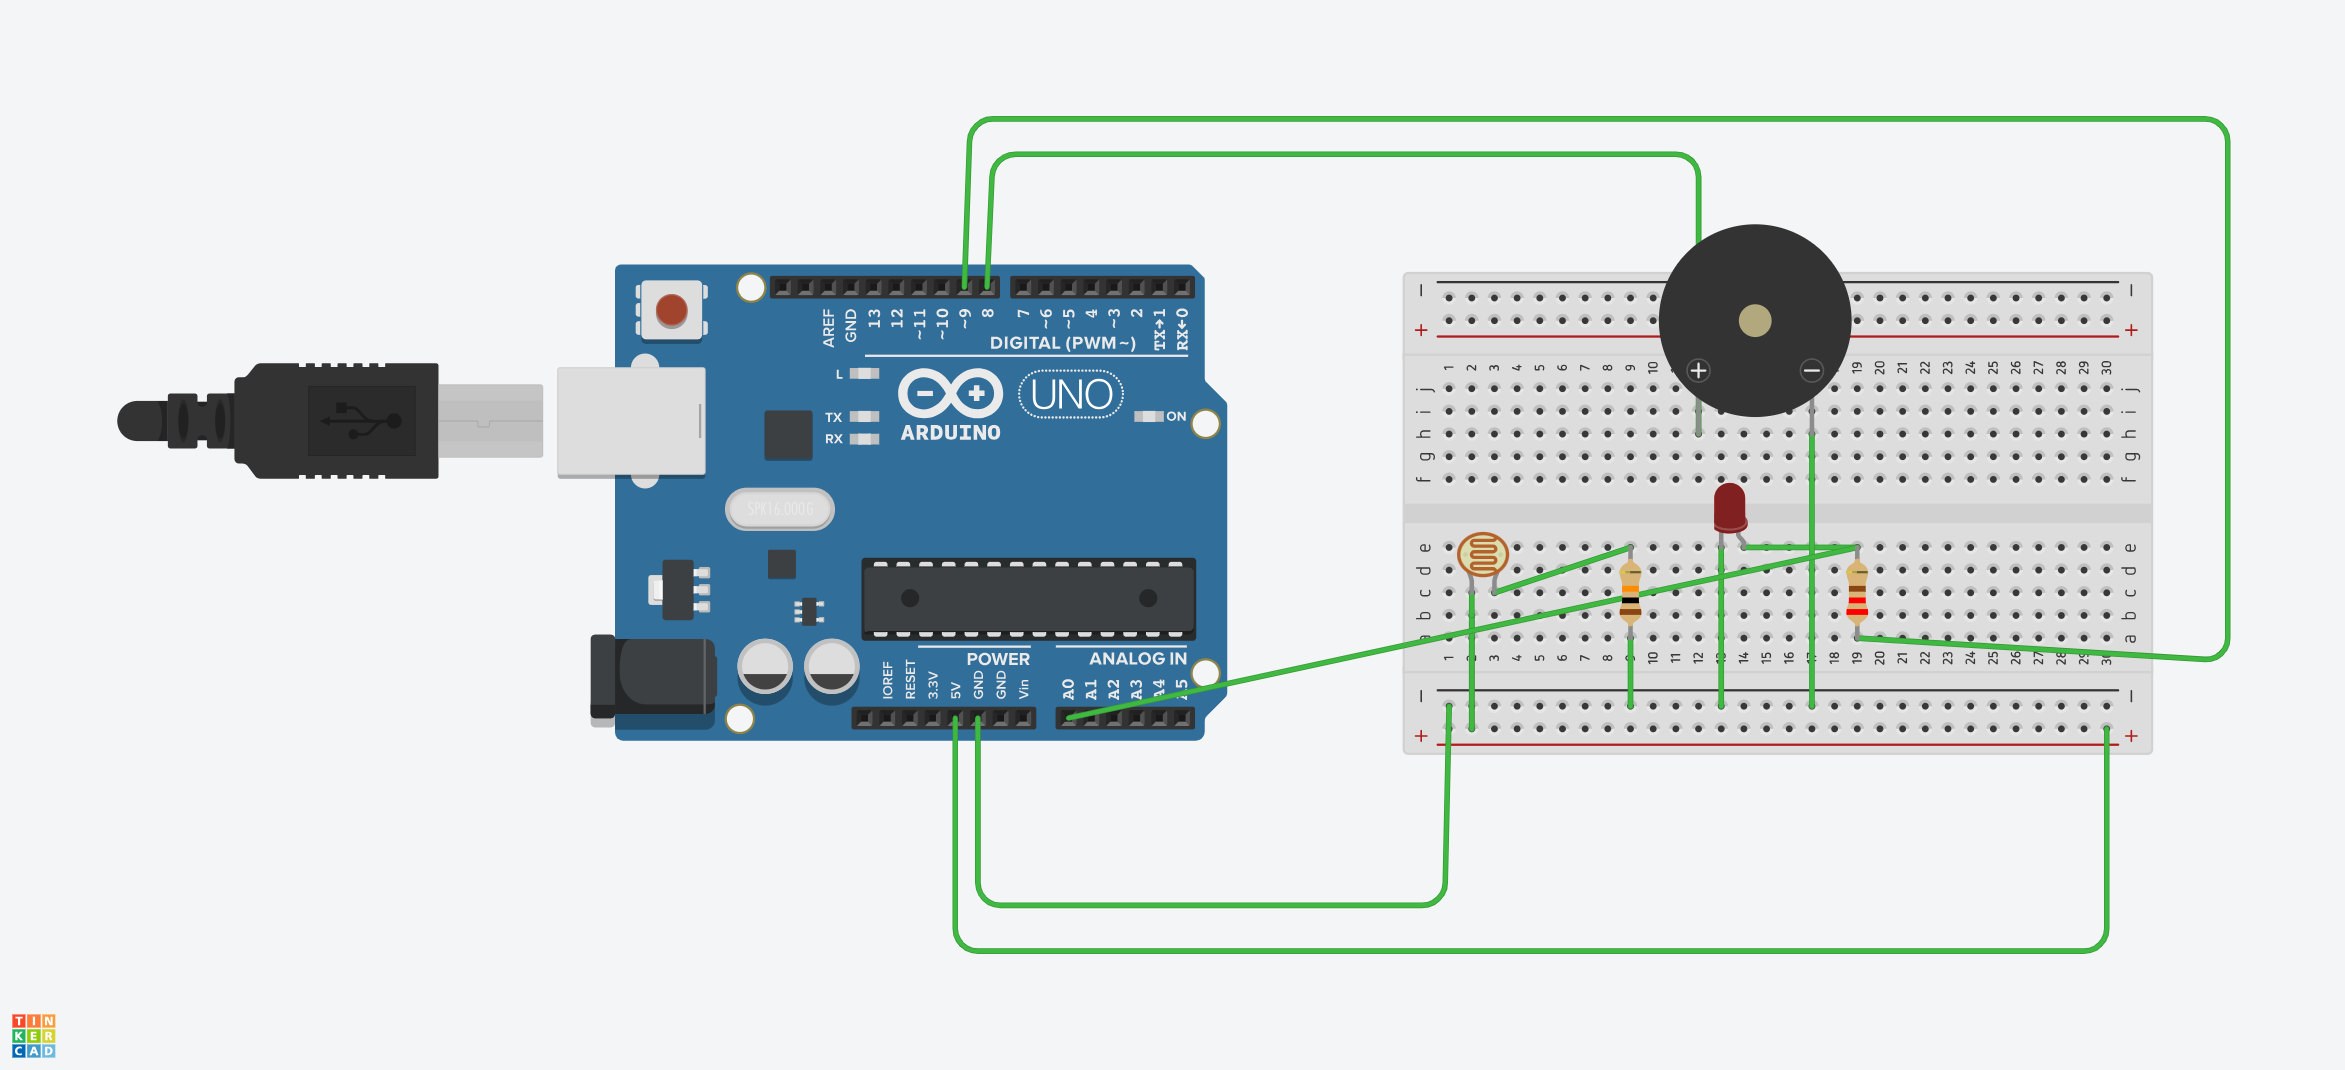 AREF
GND
13
12
~11
~10
~9
8
7
~6
~5
4
~3
2
TX→1
RX←0
DIGITAL (PWM ~)
L
TX
RX
ARDUINO
UNO
ON
SPKT6.000G
POWER
ANALOG IN
IOREF
RESET
3.3V
5V
GND
GND
Vin
A0
A1
A2
A3
A4
A5
− −
+ +
1 2 3 4 5 6 7 8 9 10 19 20 21 22 23 24 25 26 27 28 29 30
+ −
j j
i i
h h
g g
f f
e e
d d
c c
b b
a a
1 2 3 4 5 6 7 8 9 10 11 12 13 14 15 16 17 18 19 20 21 22 23 24 25 26 27 28 29 30
− −
+ +
TIN
KER
CAD